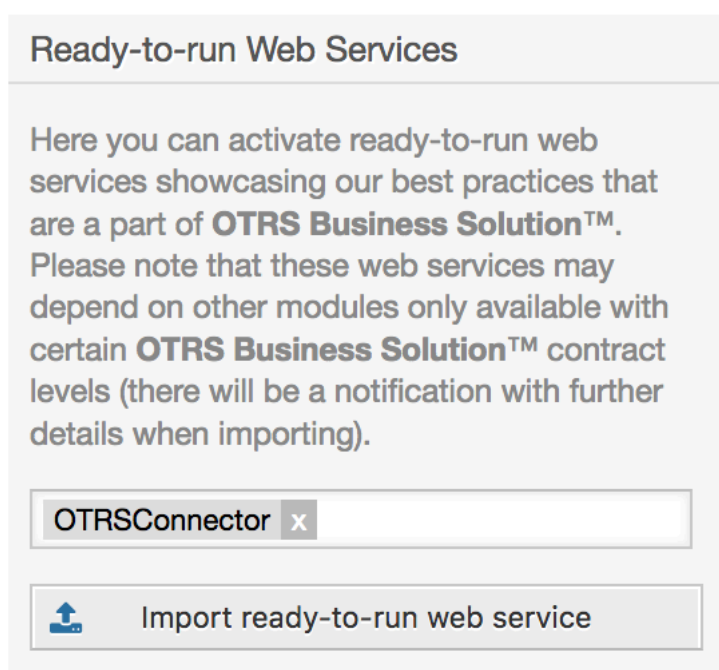 Ready-to-run Web Services
Here you can activate ready-to-run web
services showcasing our best practices that
are a part of OTRS Business Solution™.
Please note that these web services may
depend on other modules only available with
certain OTRS Business Solution™ contract
levels (there will be a notification with further
details when importing).
OTRSConnector x
Import ready-to-run web service